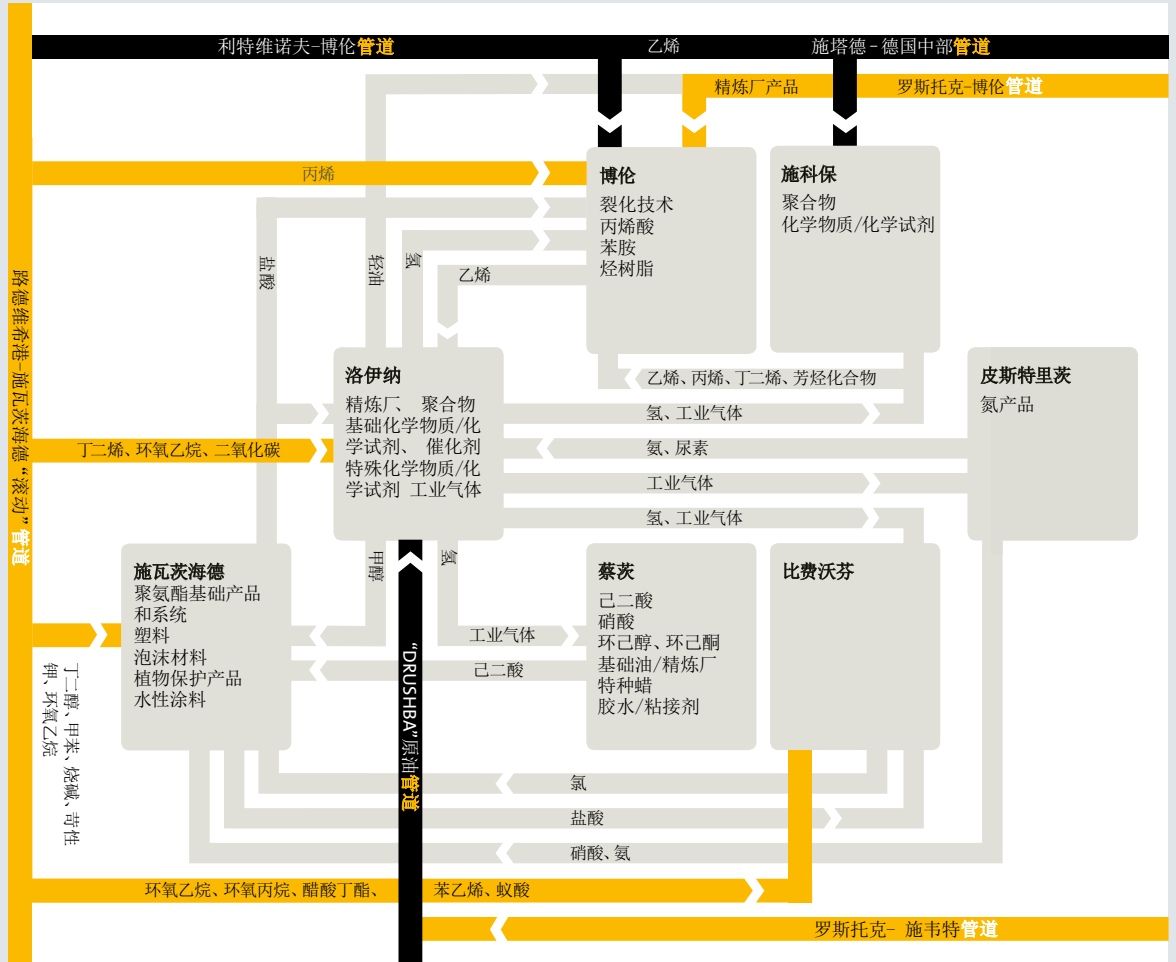 利特维诺夫-博伦管道
乙烯
施塔德-德国中部管道
精炼厂产品
罗斯托克-博伦管道
丙烯
博伦
裂化技术
丙烯酸
苯胺
烃树脂
施科保
聚合物
化学物质/化学试剂
盐酸
轻油
氢
乙烯
路德维希港-施瓦茨海德“滚动”管道
洛伊纳
精炼厂、 聚合物
基础化学物质/化
学试剂、 催化剂
特殊化学物质/化
学试剂 工业气体
乙烯、丙烯、丁二烯、芳烃化合物
氢、工业气体
氨、尿素
工业气体
氢、工业气体
皮斯特里茨
氮产品
丁二烯、环氧乙烷、二氧化碳
甲醇
氢
施瓦茨海德
聚氨酯基础产品
和系统
塑料
泡沫材料
植物保护产品
水性涂料
工业气体
己二酸
蔡茨
己二酸
硝酸
环己醇、环己酮
基础油/精炼厂
特种蜡
胶水/粘接剂
比费沃芬
丁二醇、甲苯、烧碱、苛性
钾、环氧乙烷
“DRUSHBA”原油管道
氯
盐酸
硝酸、氨
环氧乙烷、环氧丙烷、醋酸丁酯、
苯乙烯、蚁酸
罗斯托克- 施韦特管道